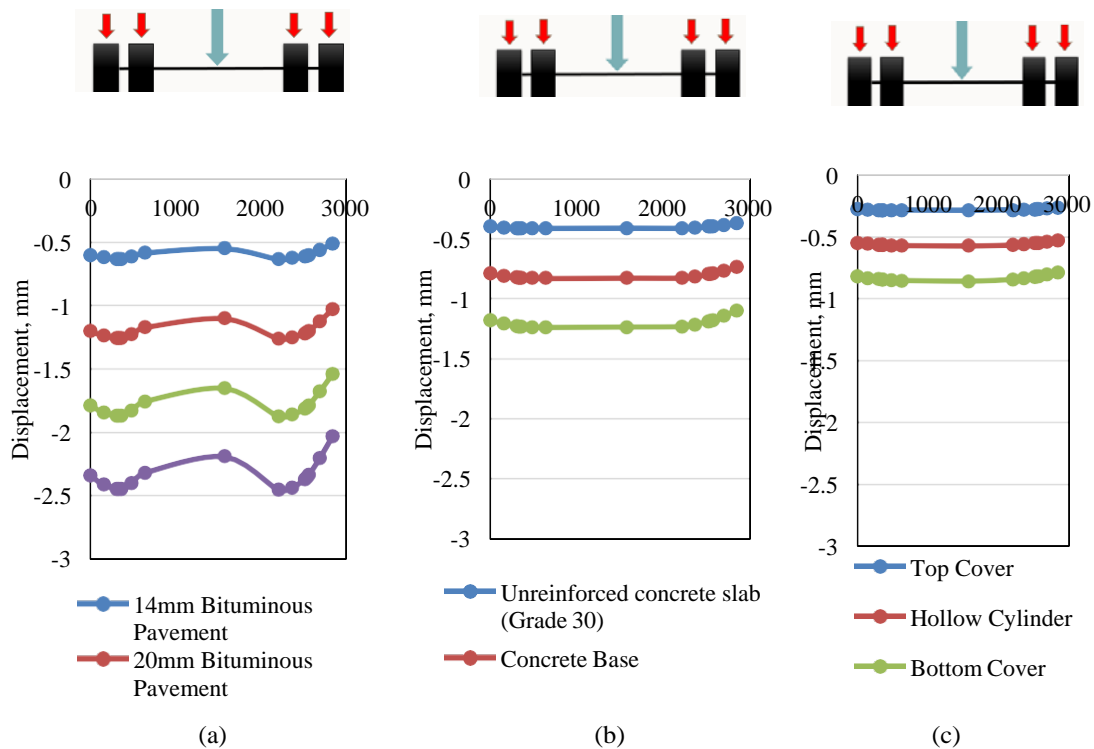 0
0
1000
2000
3000
-0.5
-1
-1.5
-2
-2.5
-3
Displacement, mm
14mm Bituminous
Pavement
20mm Bituminous
Pavement
(a)
0
0
1000
2000
3000
-0.5
-1
-1.5
-2
-2.5
-3
Displacement, mm
Unreinforced concrete slab
(Grade 30)
Concrete Base
(b)
0
0
1000
2000
3000
-0.5
-1
-1.5
-2
-2.5
-3
Displacement, mm
Top Cover
Hollow Cylinder
Bottom Cover
(c)